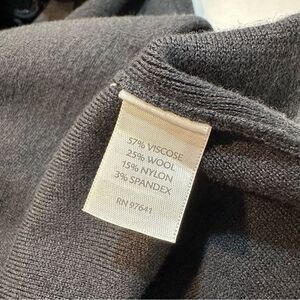 57% VISCOSE
25% WOOL
15% NYLON
3% SPANDEX
RN 97641